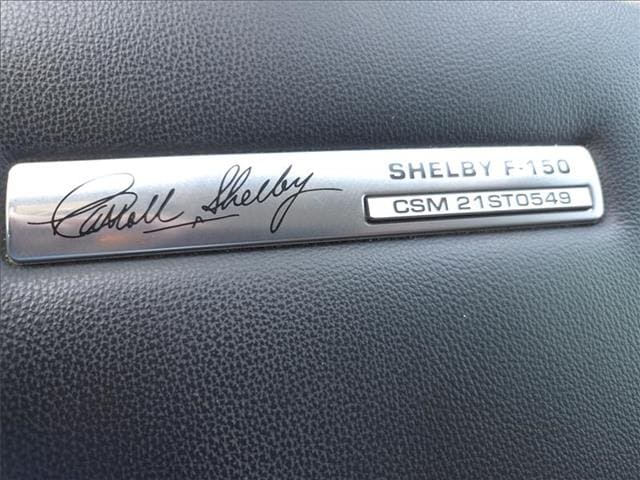 Carroll Shelby
SHELBY F-150
CSM 21ST0549